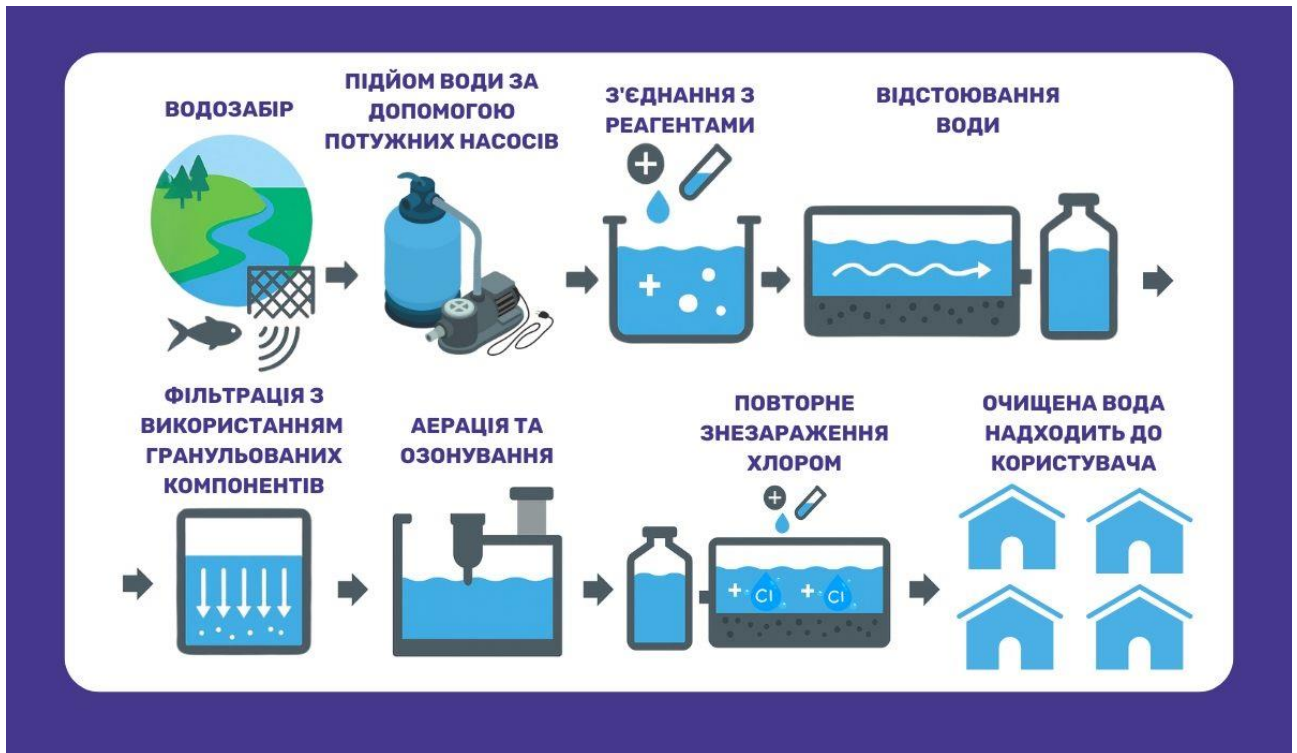 ВОДОЗАБІР
ПІДЙОМ ВОДИ ЗА
ДОПОМОГОЮ
ПОТУЖНИХ НАСОСІВ
З'ЄДНАННЯ З
РЕАГЕНТАМИ
ВІДСТОЮВАННЯ
ВОДИ
ФІЛЬТРАЦІЯ З
ВИКОРИСТАННЯМ
ГРАНУЛЬОВАНИХ
КОМПОНЕНТІВ
АЕРАЦІЯ ТА
ОЗОНУВАННЯ
ПОВТОРНЕ
ЗНЕЗАРАЖЕННЯ
ХЛОРОМ
+ Cl + Cl
ОЧИЩЕНА ВОДА
НАДХОДИТЬ ДО
КОРИСТУВАЧА